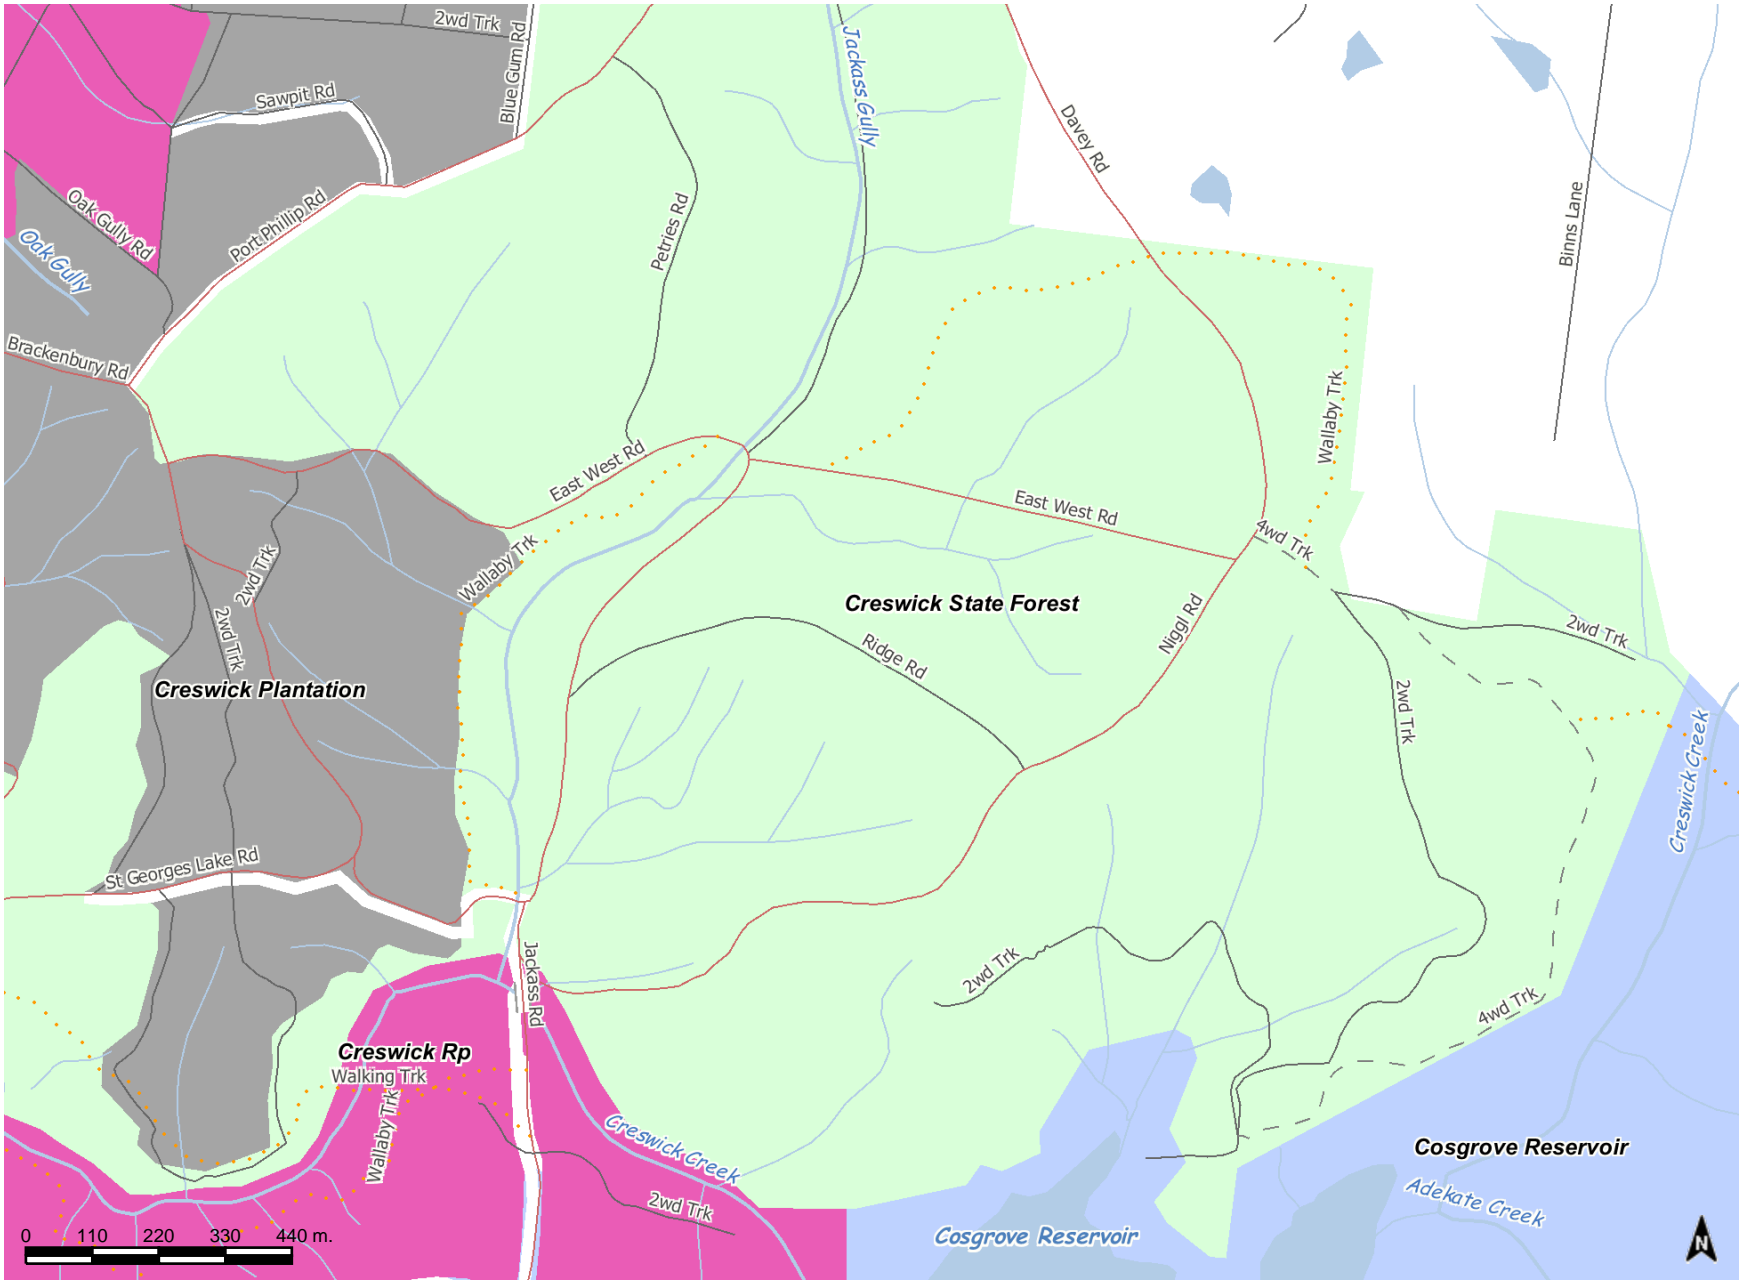 2wd Trk
Blue Gum Rd
Jackass Gully
Sawpit Rd
Davey Rd
Oak Gully Rd
Port Phillip Rd
Petries Rd
Binns Lane
Oak Gully
Brackenbury Rd
Wallaby Trk
East West Rd
East West Rd
4wd Trk
Wallaby Trk
2wd Trk
2wd Trk
Creswick State Forest
Niggl Rd
2wd Trk
Ridge Rd
Creswick Plantation
2wd Trk
Creswick Creek
St Georges Lake Rd
Jackass Rd
2wd Trk
4wd Trk
Creswick Rp
Walking Trk
Wallaby Trk
Creswick Creek
Cosgrove Reservoir
Adekate Creek
2wd Trk
Cosgrove Reservoir
0 110 220 330 440 m.
N